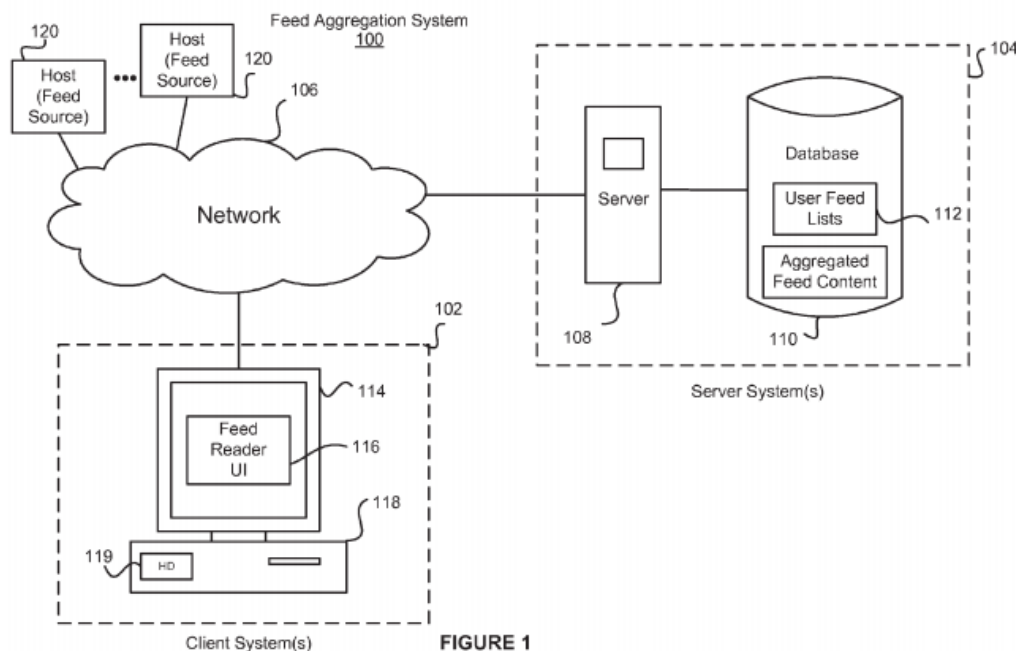 Feed Aggregation System
100
120
Host
(Feed
Source)
Host
(Feed
Source)
120
106
Network
104
Server
108
Database
User Feed
Lists
112
Aggregated
Feed Content
110
Server System(s)
102
114
Feed
Reader
UI
116
118
119
HD
Client System(s)
FIGURE 1